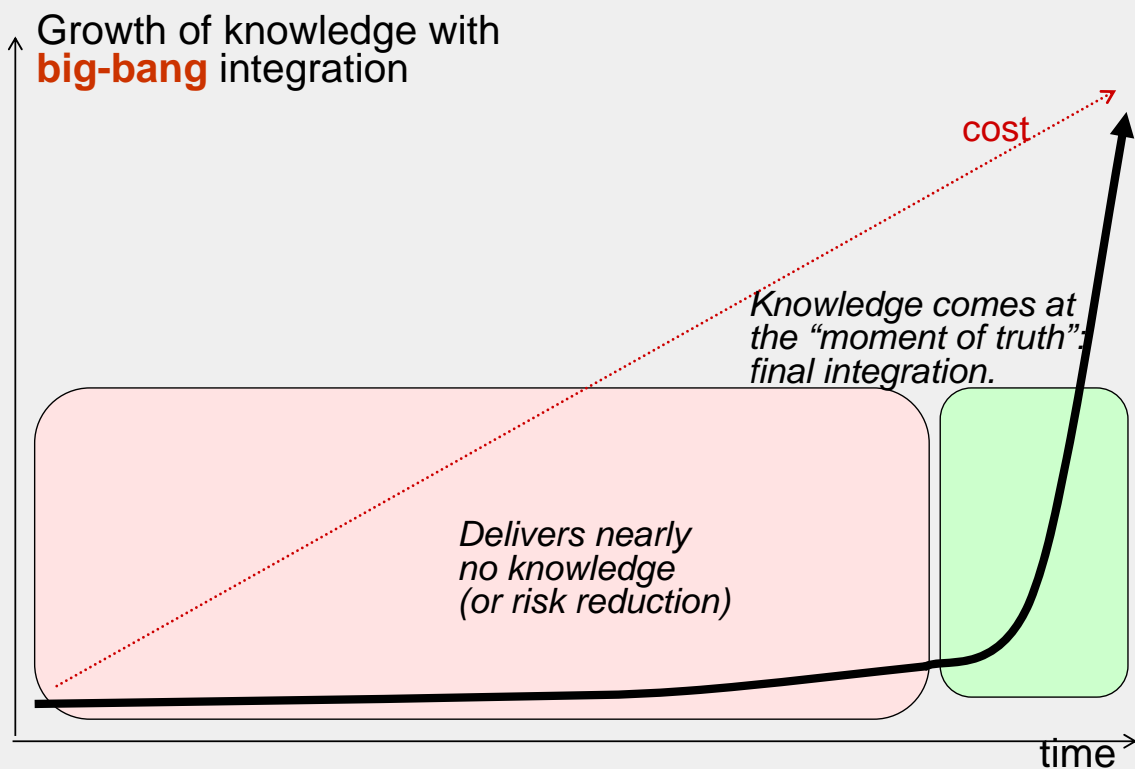 Growth of knowledge with
big-bang integration
cost
Knowledge comes at
the “moment of truth”:
final integration.
Delivers nearly
no knowledge
(or risk reduction)
time